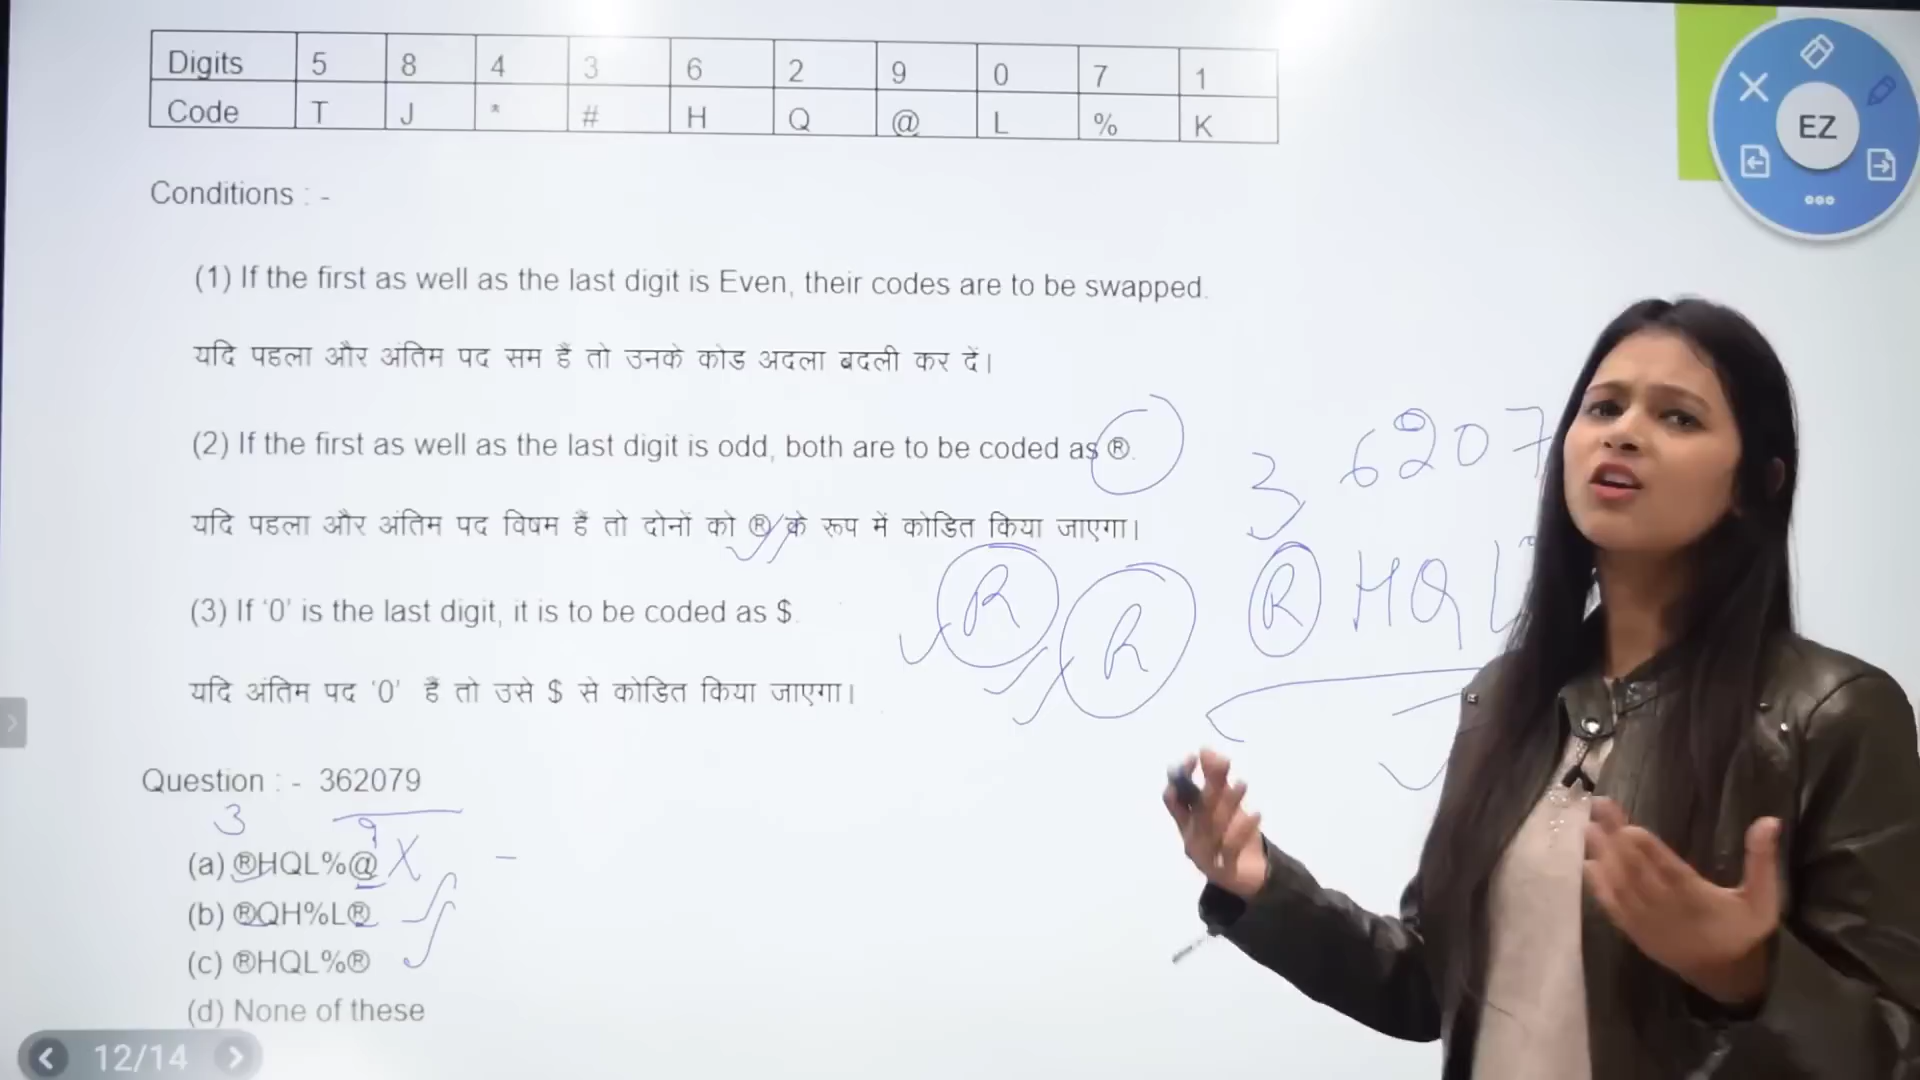 Digits 5 8 4 3 6 2 9 0 7 1
Code T J * # H Q @ L % K
EZ
Conditions : -
(1) If the first as well as the last digit is Even, their codes are to be swapped.
यदि पहला और अंतिम पद सम हैं तो उनके कोड अदला बदली कर दें।
(2) If the first as well as the last digit is odd, both are to be coded as ®.
यदि पहला और अंतिम पद विषम हैं तो दोनों को ® के रूप में कोडित किया जाएगा।
3 6207
R R ® HQL
(3) If '0' is the last digit, it is to be coded as $.
यदि अंतिम पद '0' है तो उसे $ से कोडित किया जाएगा।
Question : - 362079
3 9
(a) ®HQL%@ X
(b) ®QH%L®
(c) ®HQL%®
(d) None of these
12/14